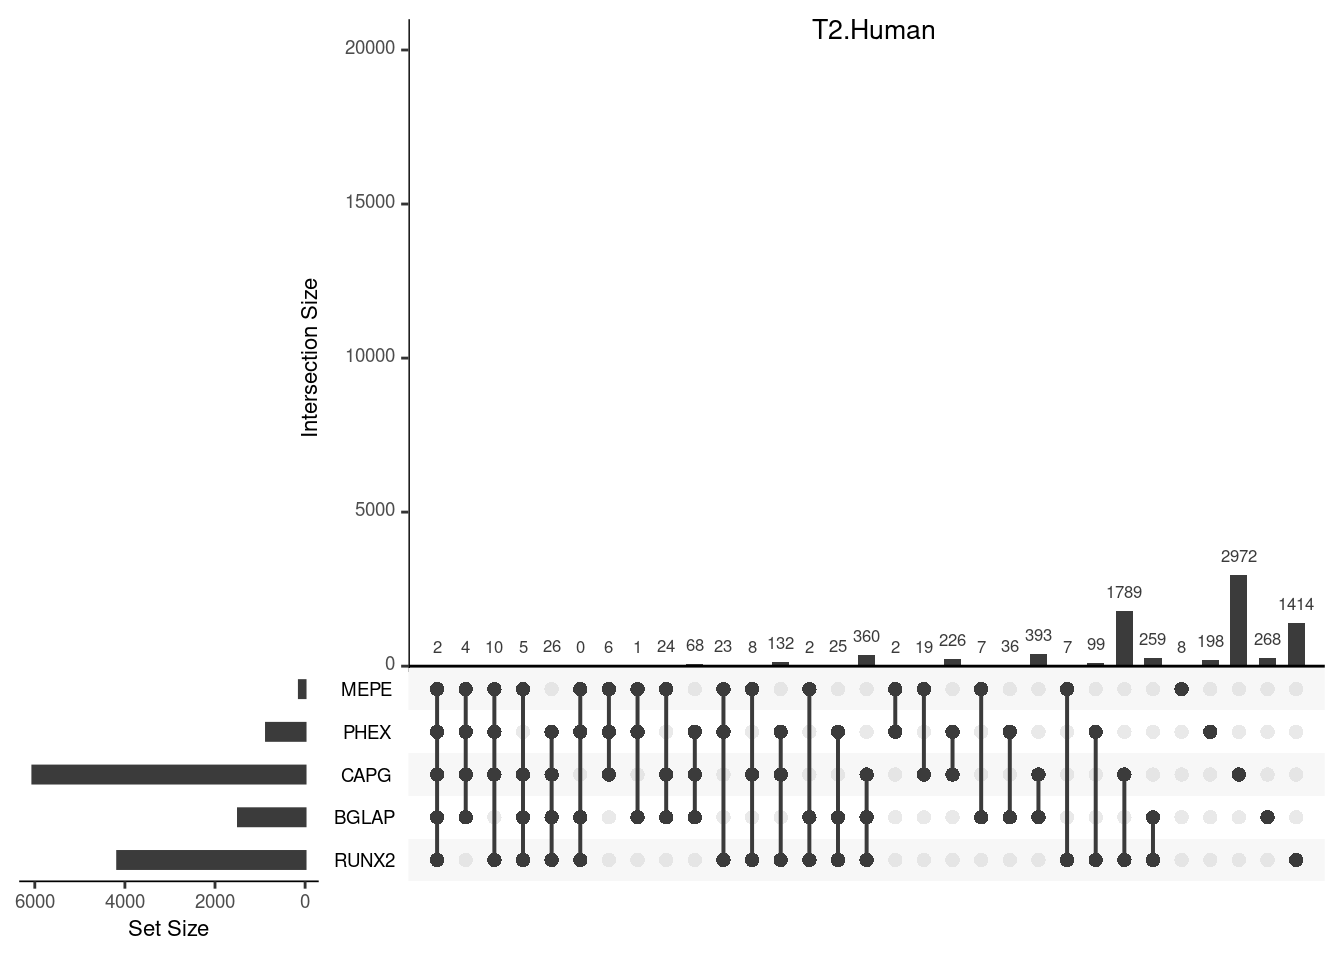 T2.Human
20000
15000
10000
5000
0
Intersection Size
2 4 10 5 26 0 6 1 24 68 23 8 132 2 25 360 2 19 226 7 36 393 7 99 1789 259 8 198 2972 268 1414
MEPE
PHEX
CAPG
BGLAP
RUNX2
6000 4000 2000 0
Set Size